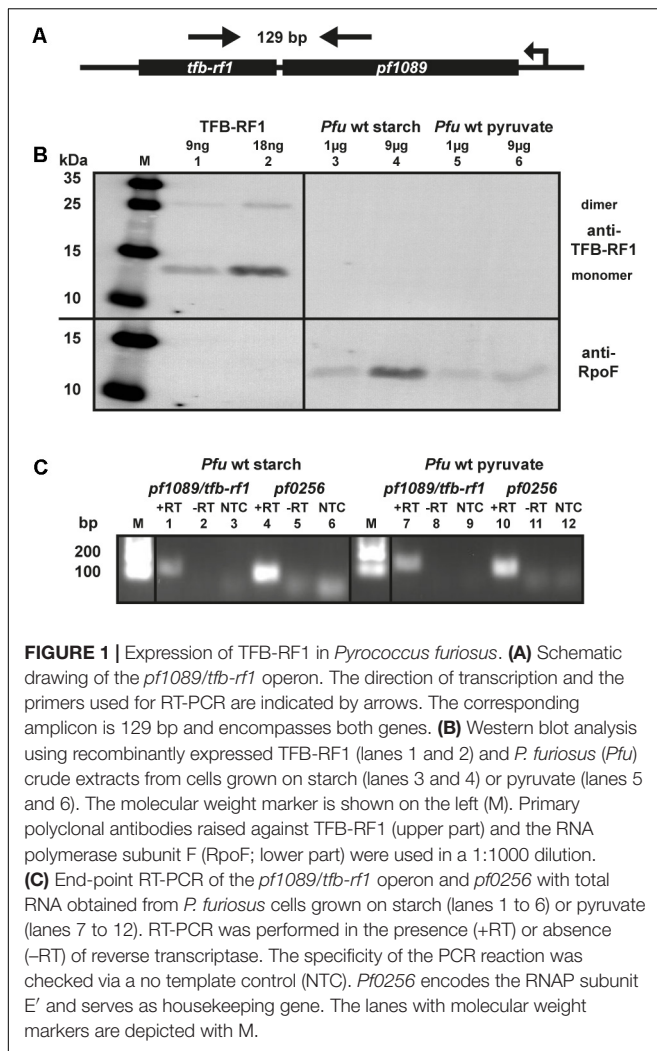 A
129 bp
tfb-rf1 pf1089
TFB-RF1 Pfu wt starch Pfu wt pyruvate
9ng 18ng 1µg 9µg 1µg 9µg
B kDa M 1 2 3 4 5 6
35
25 dimer
anti-
TFB-RF1
15
monomer
10
15
anti-
RpoF
10
C
Pfu wt starch Pfu wt pyruvate
pf1089/tfb-rf1 pf0256 pf1089/tfb-rf1 pf0256
+RT -RT NTC +RT -RT NTC +RT -RT NTC +RT -RT NTC
bp M 1 2 3 4 5 6 M 7 8 9 10 11 12
200
100
FIGURE 1 | Expression of TFB-RF1 in Pyrococcus furiosus. (A) Schematic
drawing of the pf1089/tfb-rf1 operon. The direction of transcription and the
primers used for RT-PCR are indicated by arrows. The corresponding
amplicon is 129 bp and encompasses both genes. (B) Western blot analysis
using recombinantly expressed TFB-RF1 (lanes 1 and 2) and P. furiosus (Pfu)
crude extracts from cells grown on starch (lanes 3 and 4) or pyruvate (lanes 5
and 6). The molecular weight marker is shown on the left (M). Primary
polyclonal antibodies raised against TFB-RF1 (upper part) and the RNA
polymerase subunit F (RpoF; lower part) were used in a 1:1000 dilution.
(C) End-point RT-PCR of the pf1089/tfb-rf1 operon and pf0256 with total
RNA obtained from P. furiosus cells grown on starch (lanes 1 to 6) or pyruvate
(lanes 7 to 12). RT-PCR was performed in the presence (+RT) or absence
(–RT) of reverse transcriptase. The specificity of the PCR reaction was
checked via a no template control (NTC). Pf0256 encodes the RNAP subunit
E′ and serves as housekeeping gene. The lanes with molecular weight
markers are depicted with M.